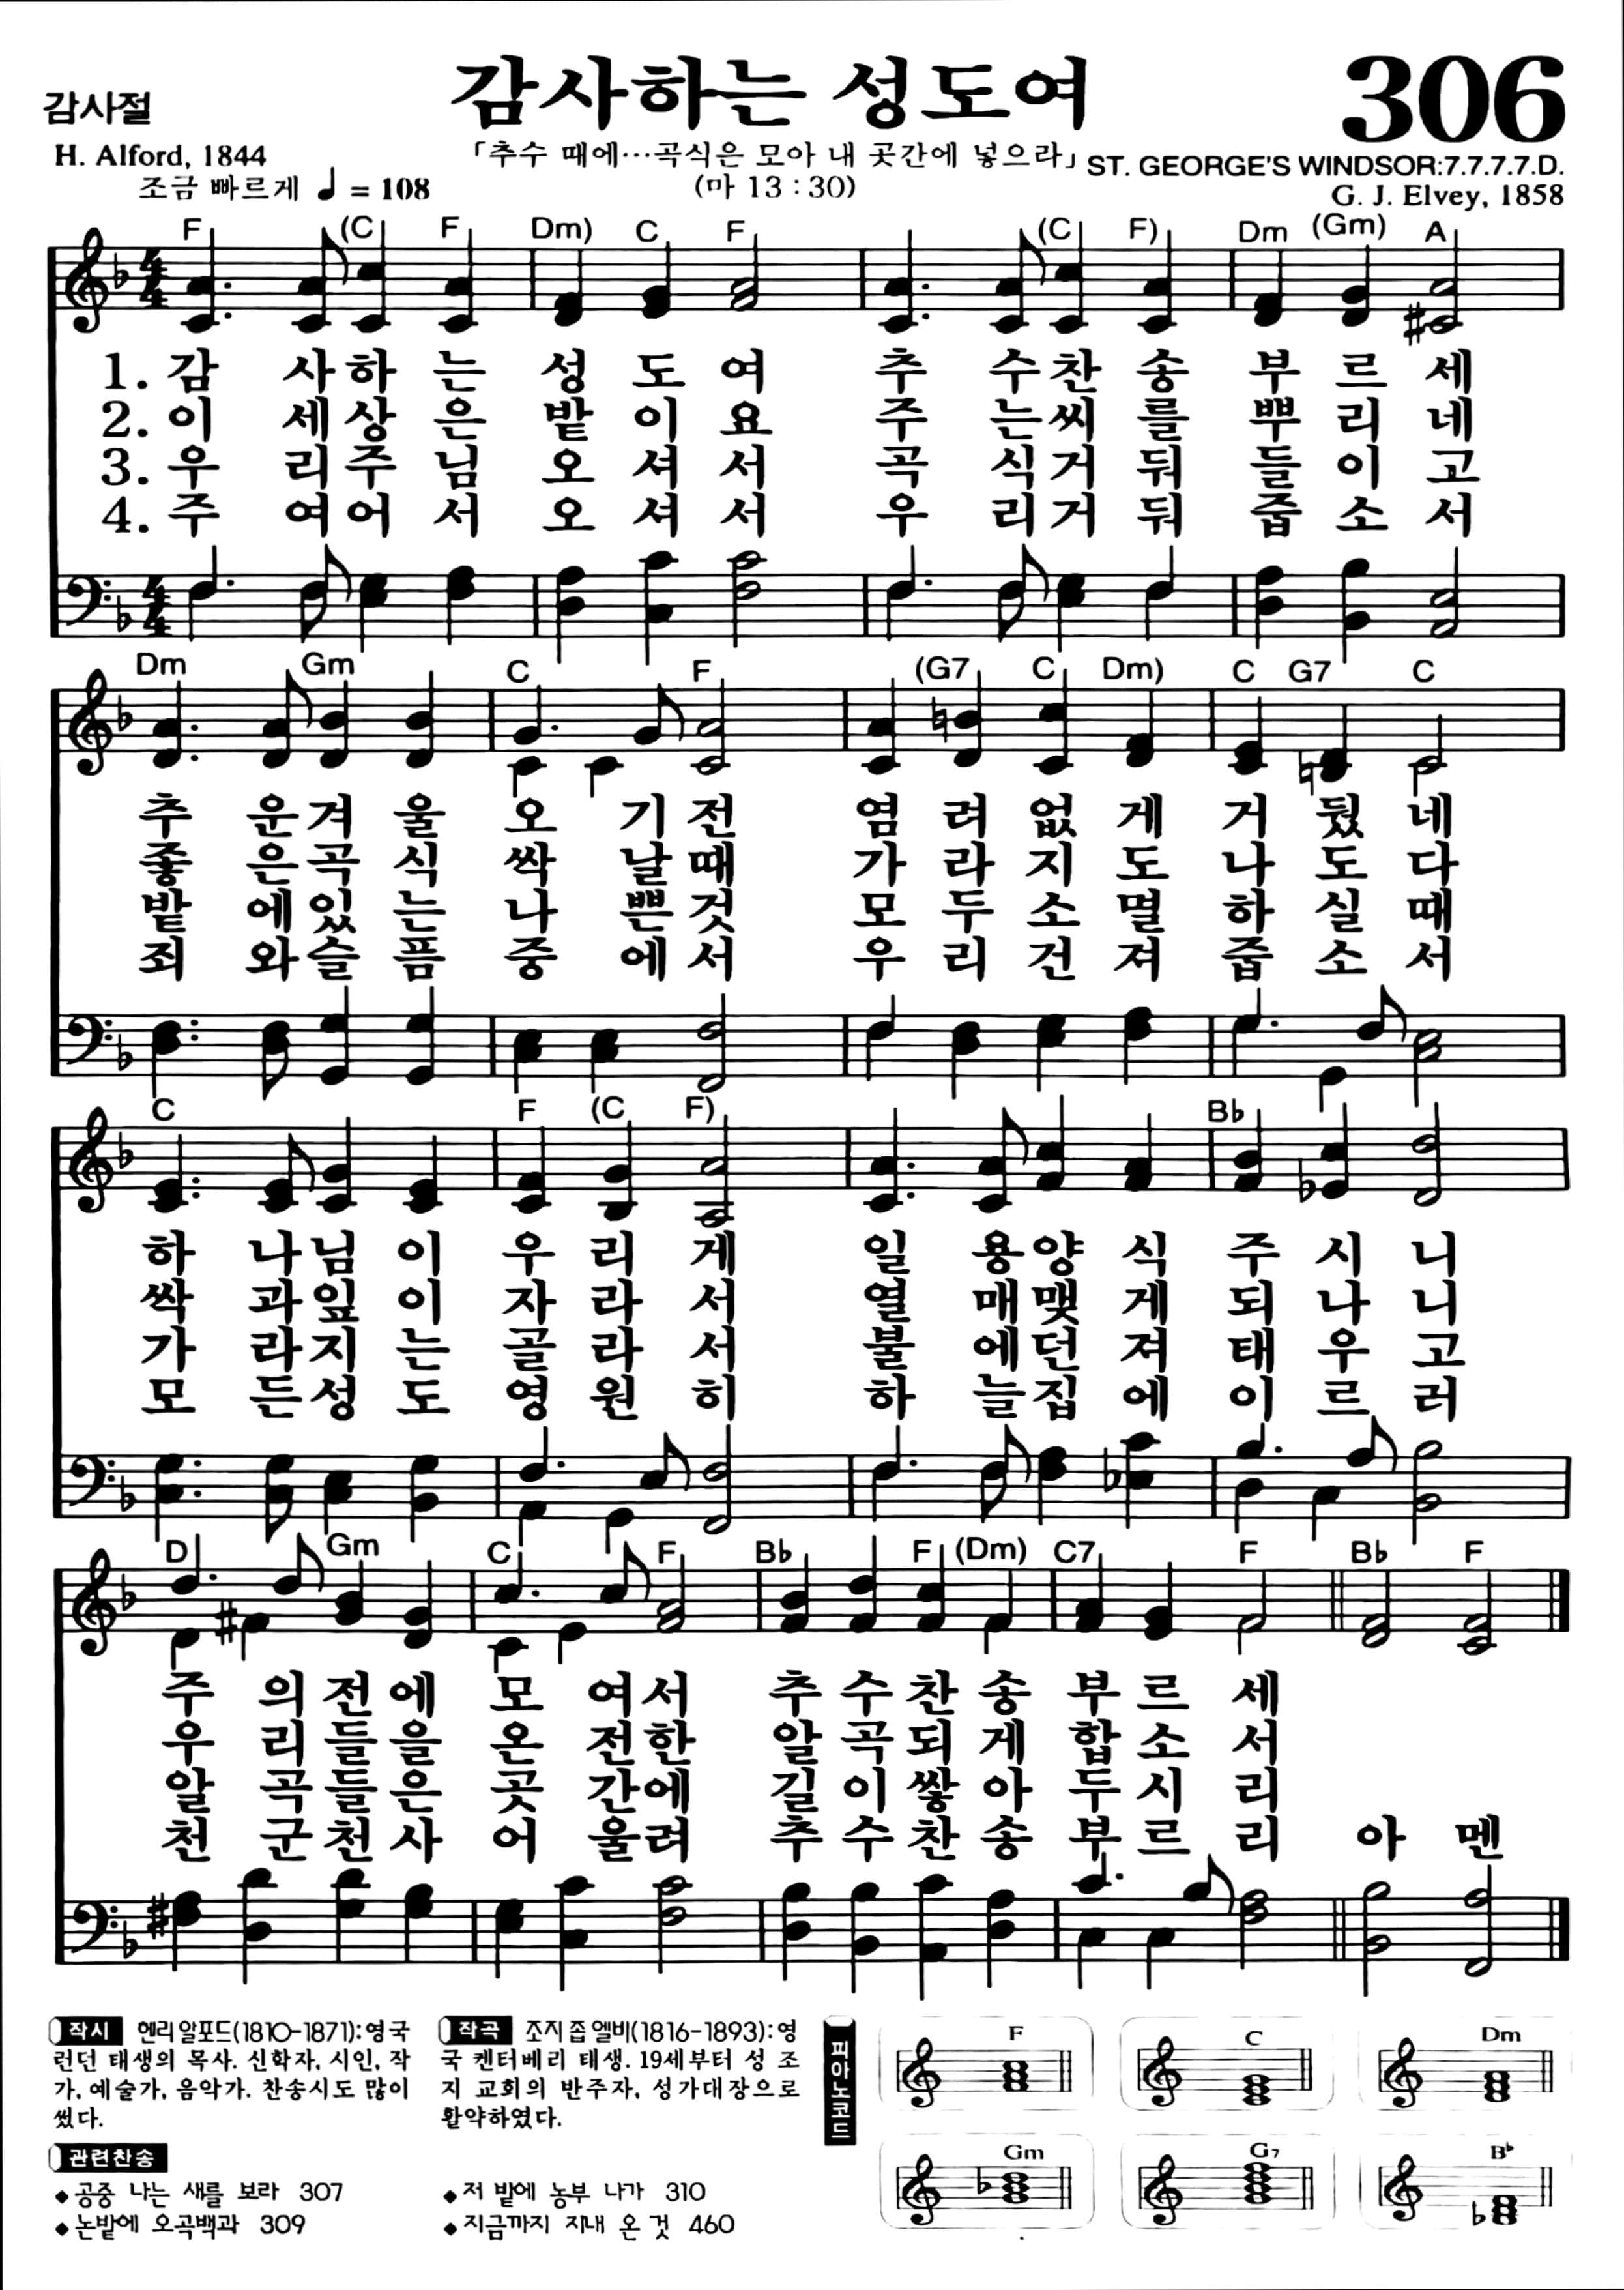 감사절
감사하는 성도여
306
H. Alford, 1844
「추수 때에…곡식은 모아 내 곳간에 넣으라」
ST. GEORGE'S WINDSOR:7.7.7.7.D.
조금 빠르게 ♩ = 108
(마 13 : 30)
G. J. Elvey, 1858
F (C F Dm) C F (C F) Dm (Gm) A
1. 감 사 하 는 성 도 여 추 수 찬 송 부 르 세
2. 이 세 상 은 밭 이 요 주 는 씨 를 뿌 리 네
3. 우 리 주 님 오 셔 서 곡 식 거 둬 들 이 고
4. 주 여 어 서 오 셔 서 우 리 거 둬 줍 소 서
Dm Gm C F (G7 C Dm) C G7 C
추 운 겨 울 오 기 전 염 려 없 게 거 뒀 네
좋 은 곡 식 싹 날 때 가 라 지 도 나 도 다
밭 에 있 는 나 쁜 것 모 두 소 멸 하 실 때
죄 와 슬 픔 중 에 서 우 리 건 져 줍 소 서
C F (C F) B♭
하 나 님 이 우 리 게 일 용 양 식 주 시 니
싹 과 잎 이 자 라 서 열 매 맺 게 되 나 니
가 라 지 는 골 라 서 불 에 던 져 태 우 고
모 든 성 도 영 원 히 하 늘 집 에 이 르 러
D Gm C F B♭ F (Dm) C7 F B♭ F
주 의 전 에 모 여 서 추 수 찬 송 부 르 세
우 리 들 을 온 전 한 알 곡 되 게 합 소 서
알 곡 들 은 곳 간 에 길 이 쌓 아 두 시 리
천 군 천 사 어 울 려 추 수 찬 송 부 르 리 아 멘
작시 헨리 알포드(1810-1871):영국
런던 태생의 목사. 신학자, 시인, 작
가, 예술가, 음악가. 찬송시도 많이
썼다.
작곡 조지 좁 엘비(1816-1893):영
국 켄터베리 태생. 19세부터 성 조
지 교회의 반주자, 성가대장으로
활약하였다.
관련찬송
◆공중 나는 새를 보라 307
◆논밭에 오곡백과 309
◆저 밭에 농부 나가 310
◆지금까지 지내 온 것 460
피아노코드
F C Dm
Gm G7 B♭